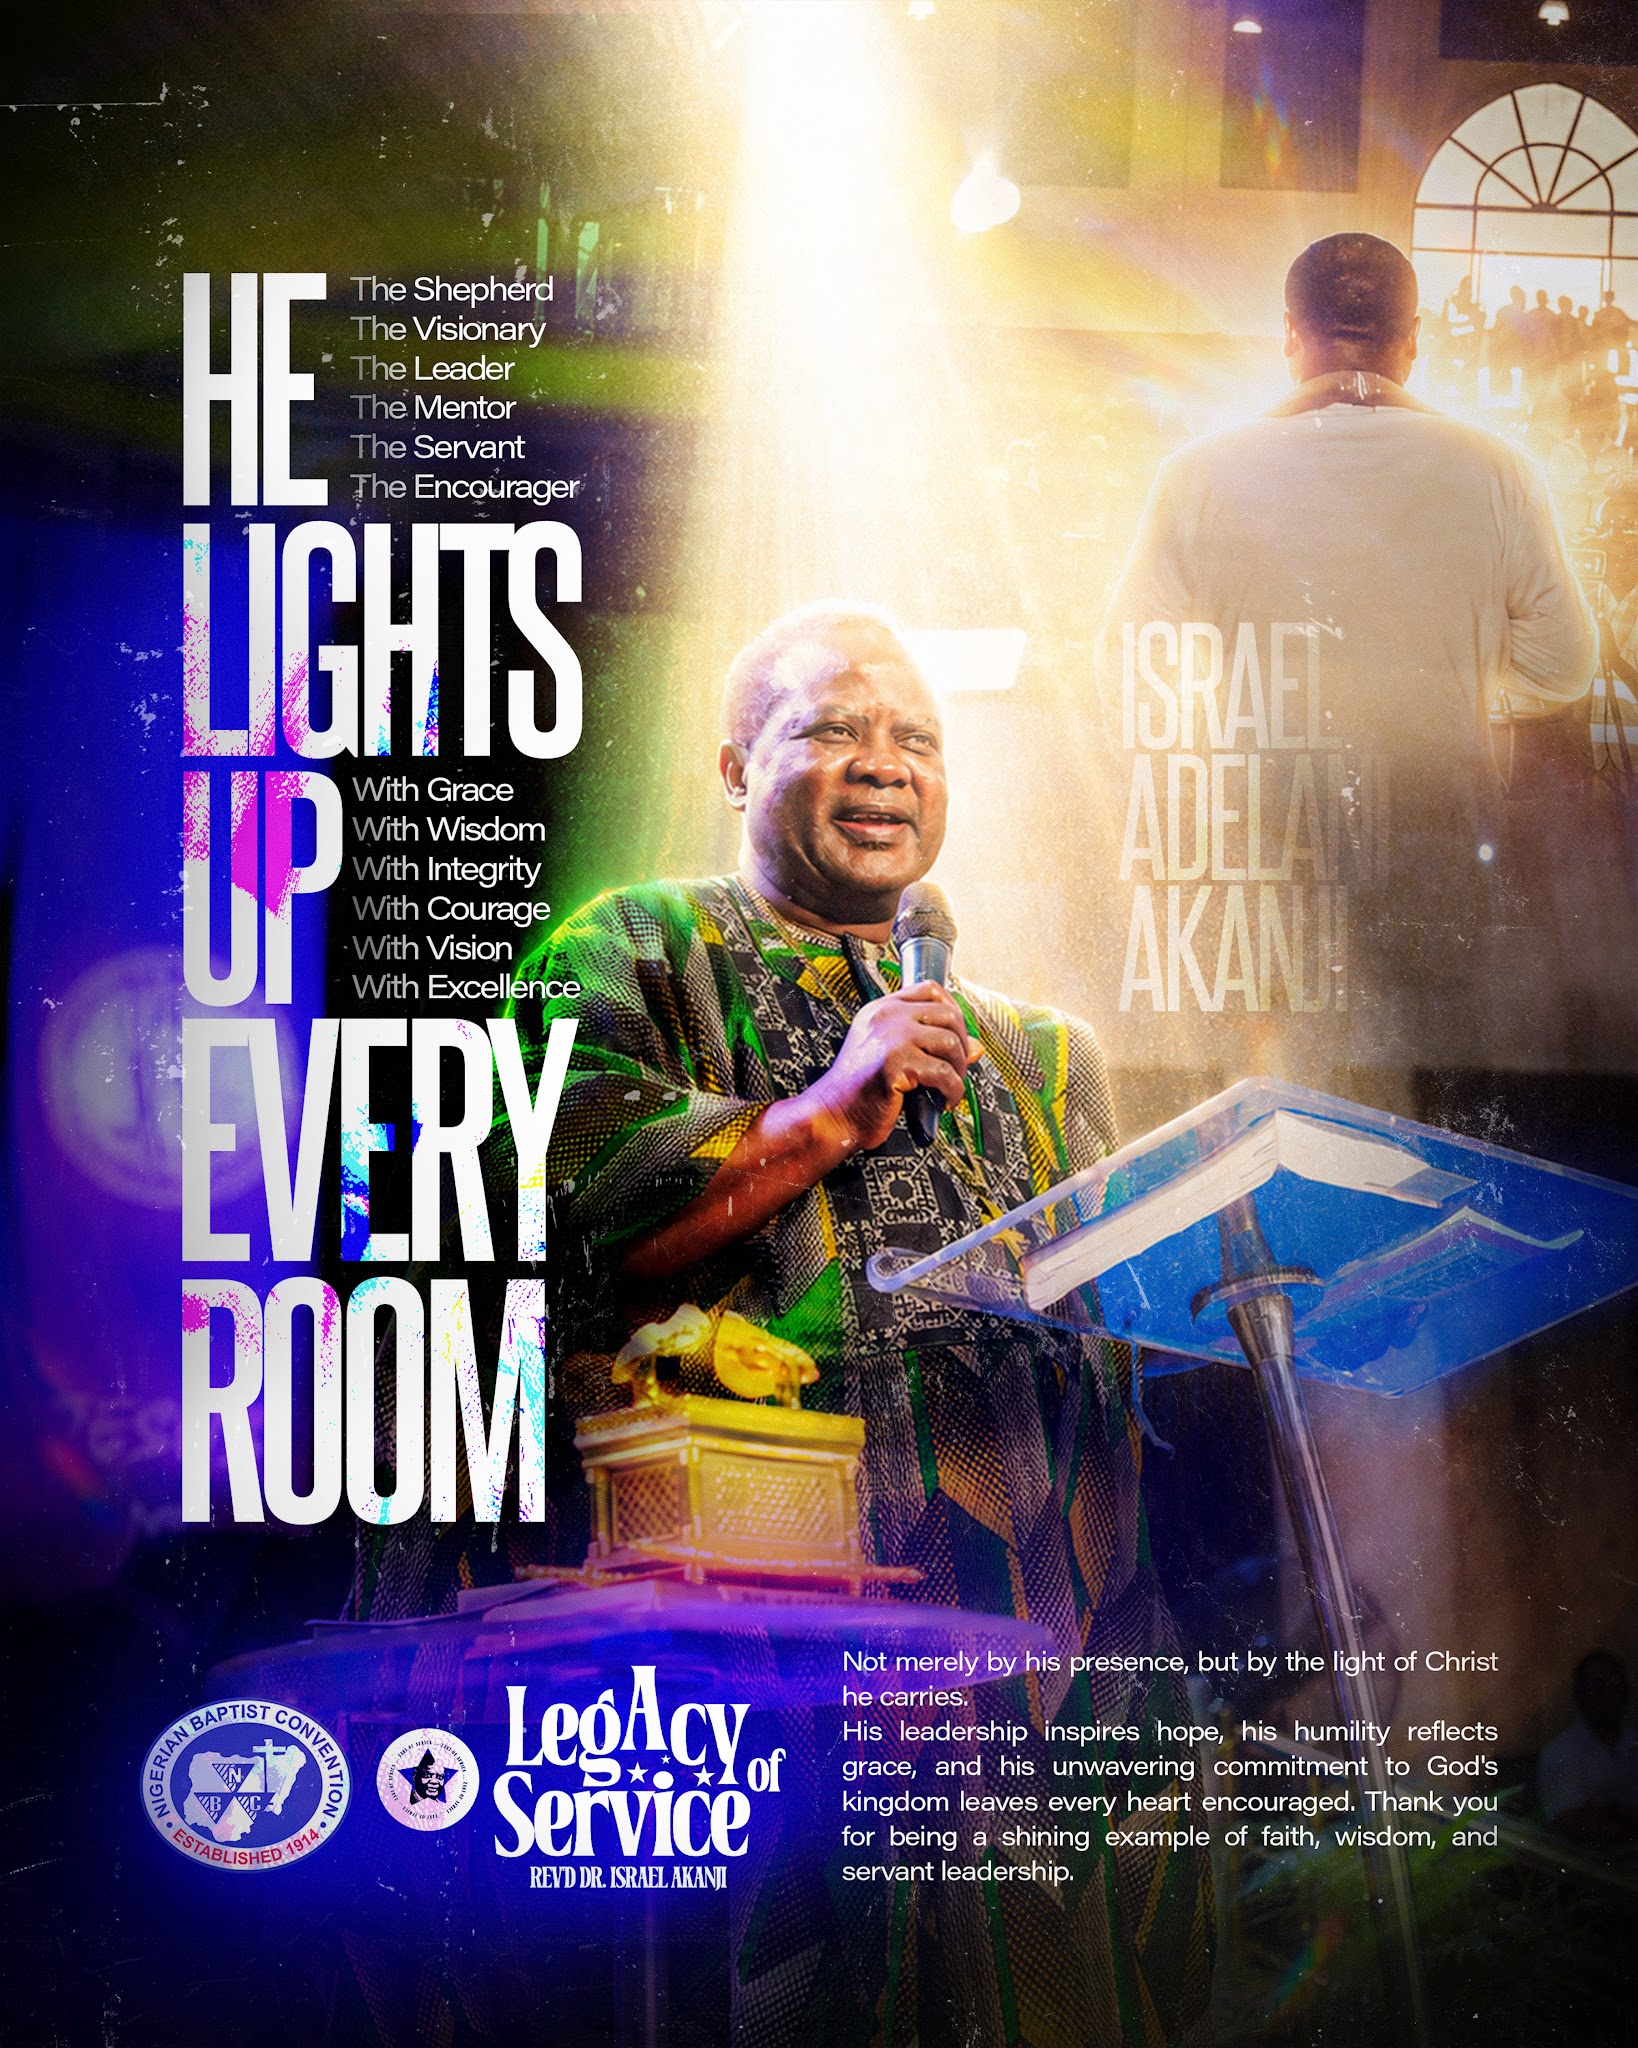 HE
The Shepherd
The Visionary
The Leader
The Mentor
The Servant
The Encourager
LIGHTS
UP
With Grace
With Wisdom
With Integrity
With Courage
With Vision
With Excellence
EVERY
ROOM
ISRAEL
ADELANI
AKANJI
NIGERIAN BAPTIST CONVENTION
N
B C
ESTABLISHED 1914
LegAcy
of
Service
REV'D DR. ISRAEL AKANJI
Not merely by his presence, but by the light of Christ
he carries.
His leadership inspires hope, his humility reflects
grace, and his unwavering commitment to God's
kingdom leaves every heart encouraged. Thank you
for being a shining example of faith, wisdom, and
servant leadership.